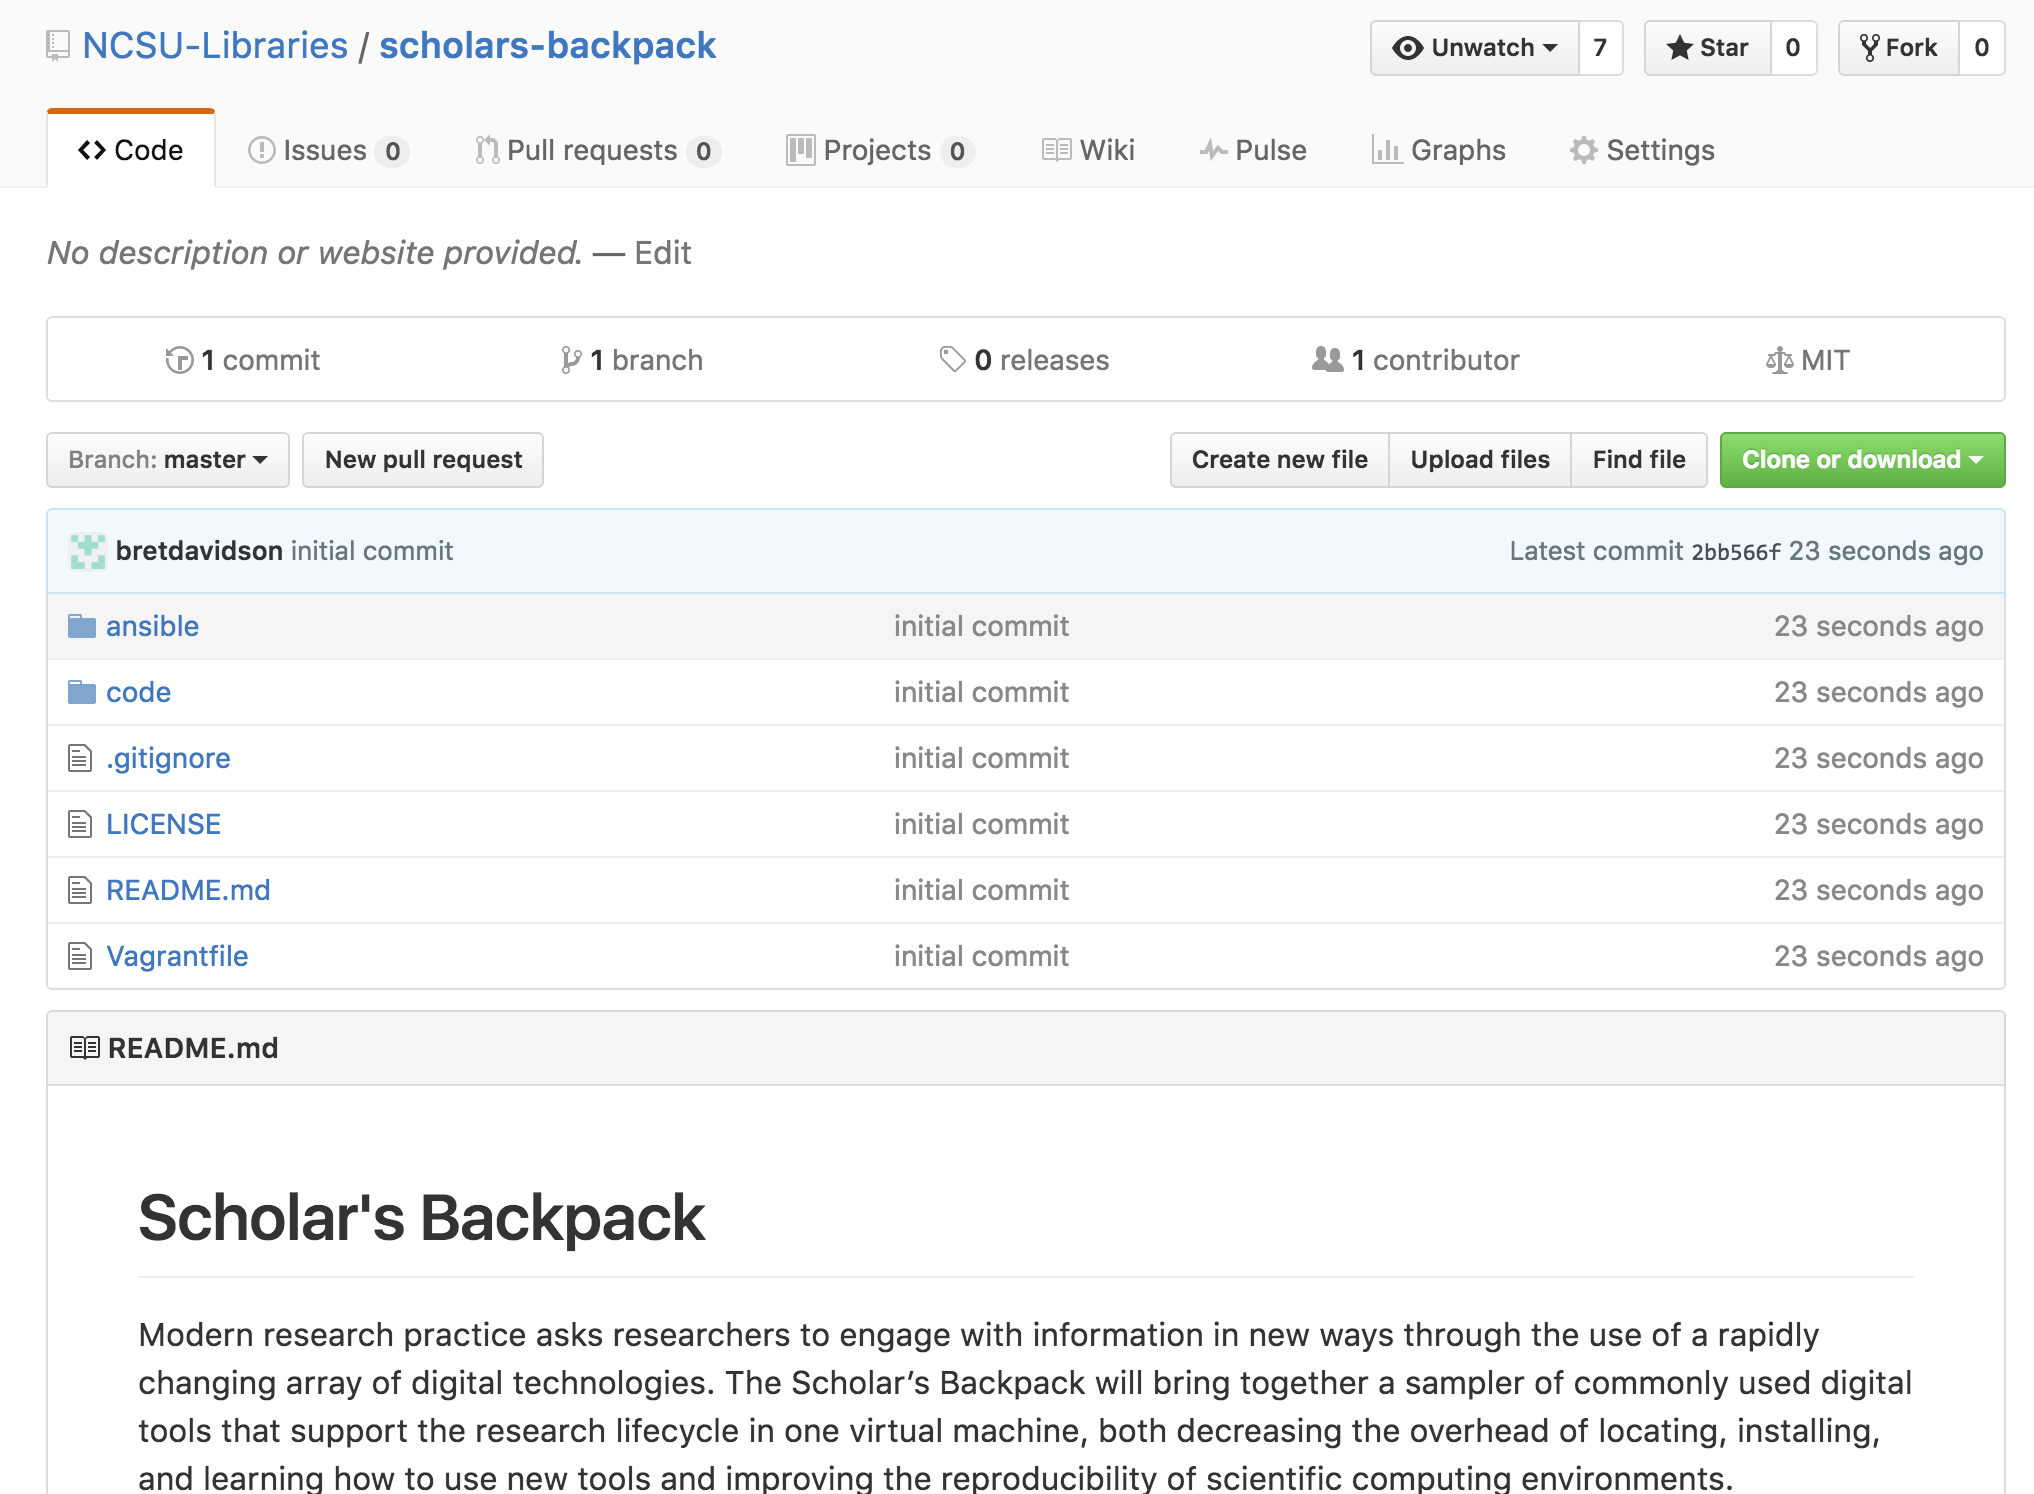 NCSU-Libraries / scholars-backpack
Unwatch 7 Star 0 Fork 0
Code Issues 0 Pull requests 0 Projects 0 Wiki Pulse Graphs Settings
No description or website provided. — Edit
1 commit 1 branch 0 releases 1 contributor MIT
Branch: master New pull request Create new file Upload files Find file Clone or download
bretdavidson initial commit Latest commit 2bb566f 23 seconds ago
ansible initial commit 23 seconds ago
code initial commit 23 seconds ago
.gitignore initial commit 23 seconds ago
LICENSE initial commit 23 seconds ago
README.md initial commit 23 seconds ago
Vagrantfile initial commit 23 seconds ago
README.md
Scholar's Backpack
Modern research practice asks researchers to engage with information in new ways through the use of a rapidly
changing array of digital technologies. The Scholar’s Backpack will bring together a sampler of commonly used digital
tools that support the research lifecycle in one virtual machine, both decreasing the overhead of locating, installing,
and learning how to use new tools and improving the reproducibility of scientific computing environments.